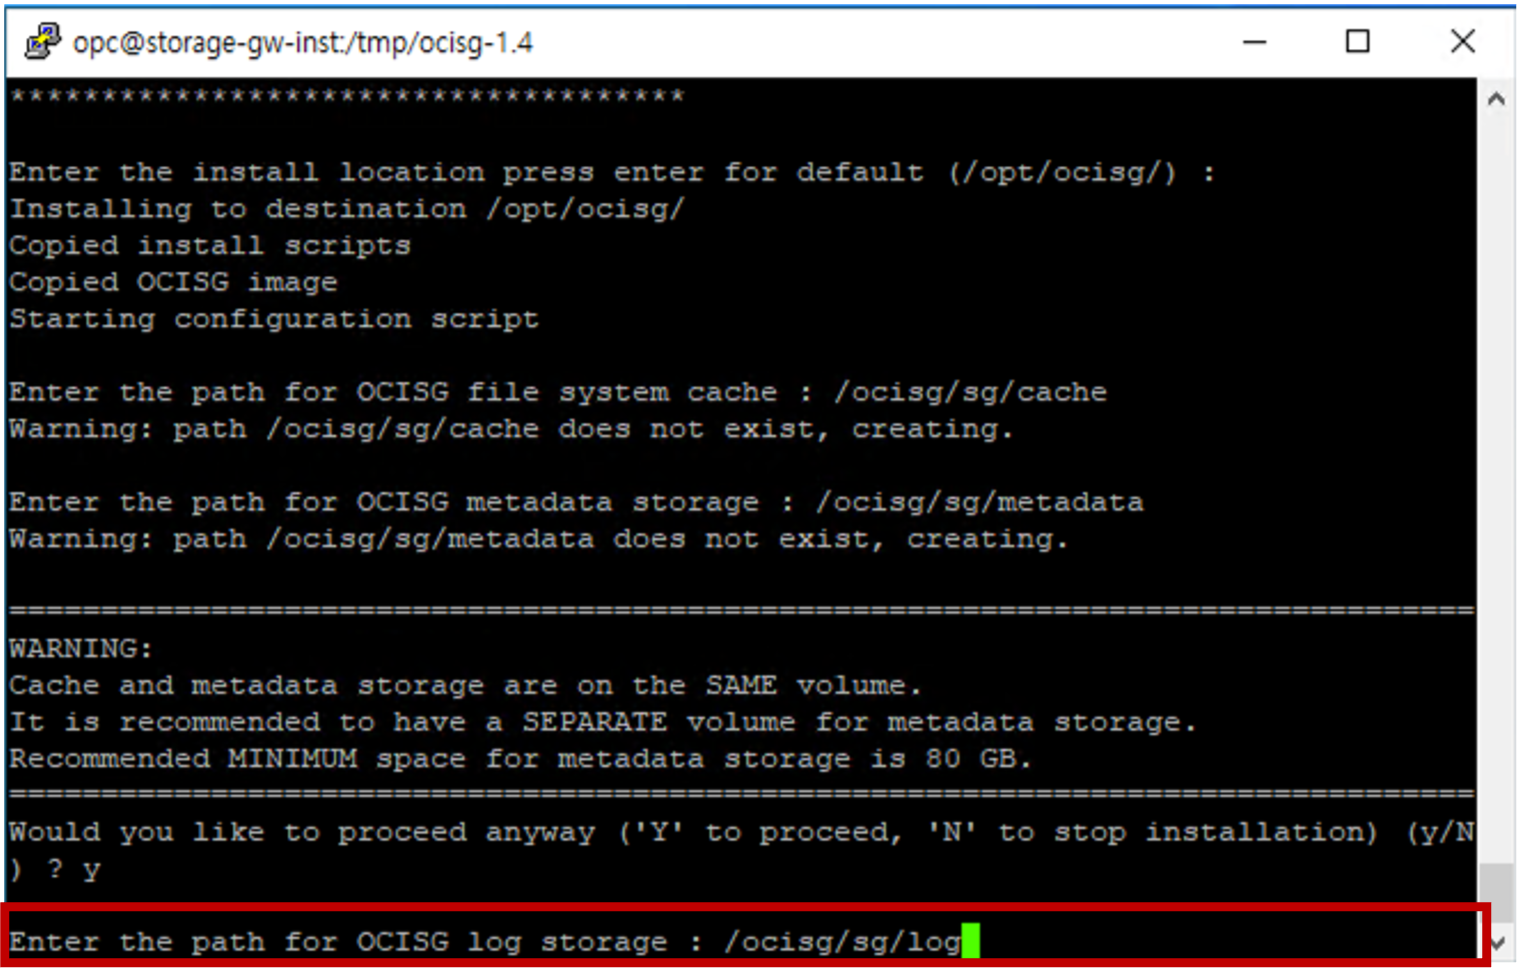 opc@storage-gw-inst:/tmp/ocisg-1.4
*************************************
Enter the install location press enter for default (/opt/ocisg/) :
Installing to destination /opt/ocisg/
Copied install scripts
Copied OCISG image
Starting configuration script
Enter the path for OCISG file system cache : /ocisg/sg/cache
Warning: path /ocisg/sg/cache does not exist, creating.
Enter the path for OCISG metadata storage : /ocisg/sg/metadata
Warning: path /ocisg/sg/metadata does not exist, creating.
================================================================================
WARNING:
Cache and metadata storage are on the SAME volume.
It is recommended to have a SEPARATE volume for metadata storage.
Recommended MINIMUM space for metadata storage is 80 GB.
================================================================================
Would you like to proceed anyway ('Y' to proceed, 'N' to stop installation) (y/N
) ? y
Enter the path for OCISG log storage : /ocisg/sg/log